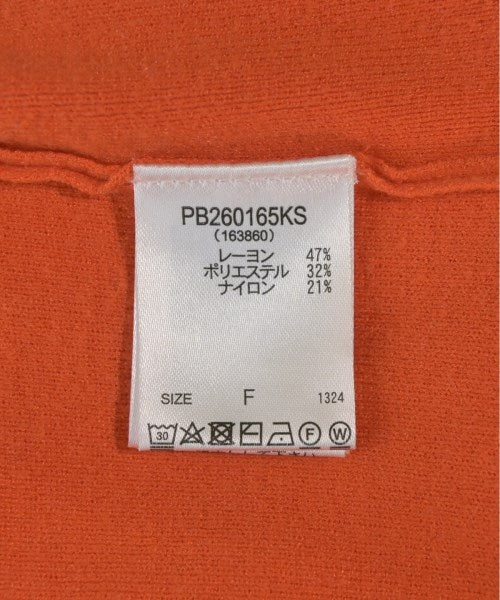 PB260165KS
(163860)
レーヨン 47%
ポリエステル 32%
ナイロン 21%
SIZE F 1324
30 F W